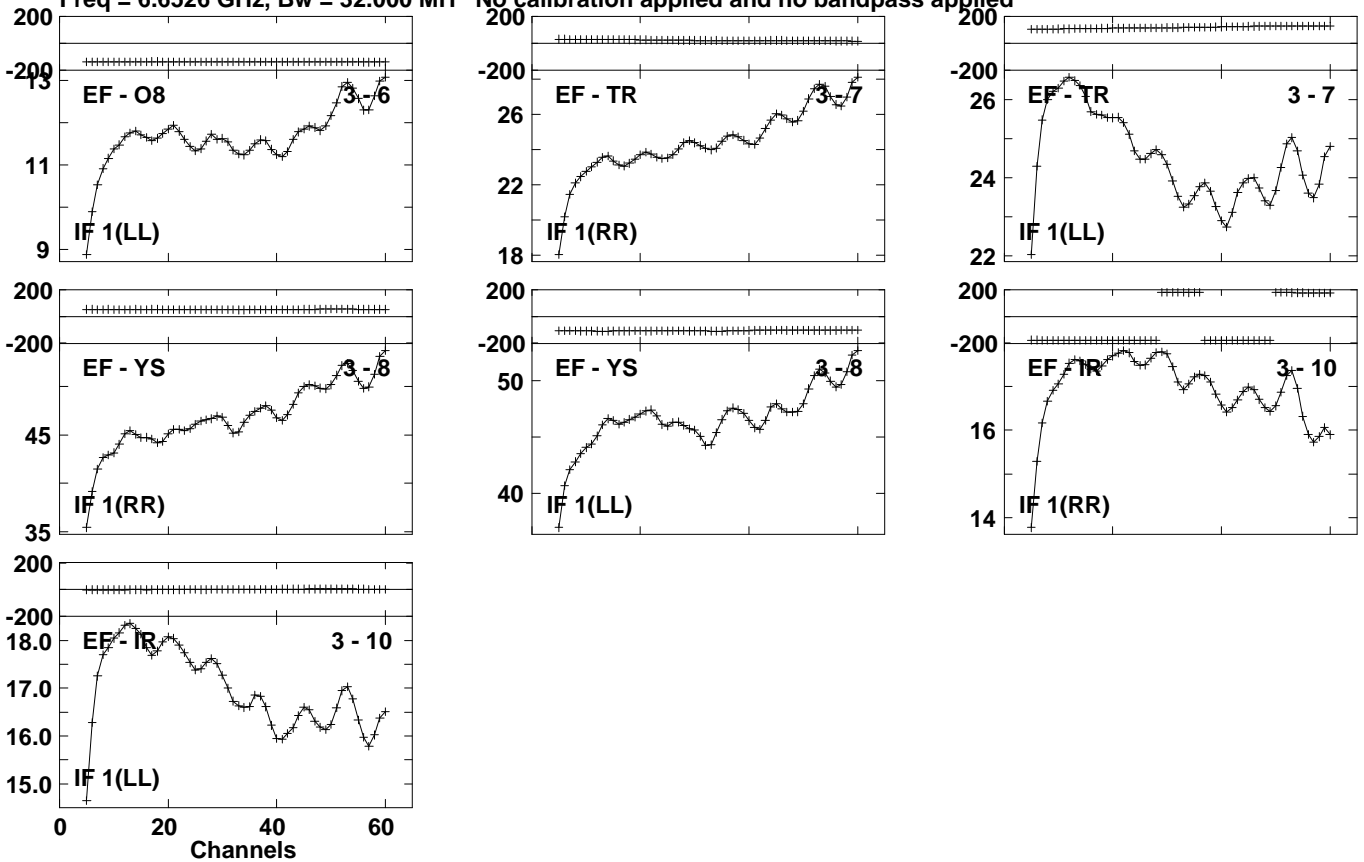 Freq = 6.6526 GHz, Bw = 32.000 MH No calibration applied and no bandpass applied
200
-200
13
11
9
EF - O8 3 - 6
IF 1(LL)
200
-200
26
22
18
EF - TR 3 - 7
IF 1(RR)
200
-200
26
24
22
EF - TR 3 - 7
IF 1(LL)
200
-200
45
35
EF - YS 3 - 8
IF 1(RR)
200
-200
50
40
EF - YS 3 - 8
IF 1(LL)
200
-200
16
14
EF - IR 3 - 10
IF 1(RR)
200
-200
18.0
17.0
16.0
15.0
EF - IR 3 - 10
IF 1(LL)
0 20 40 60
Channels